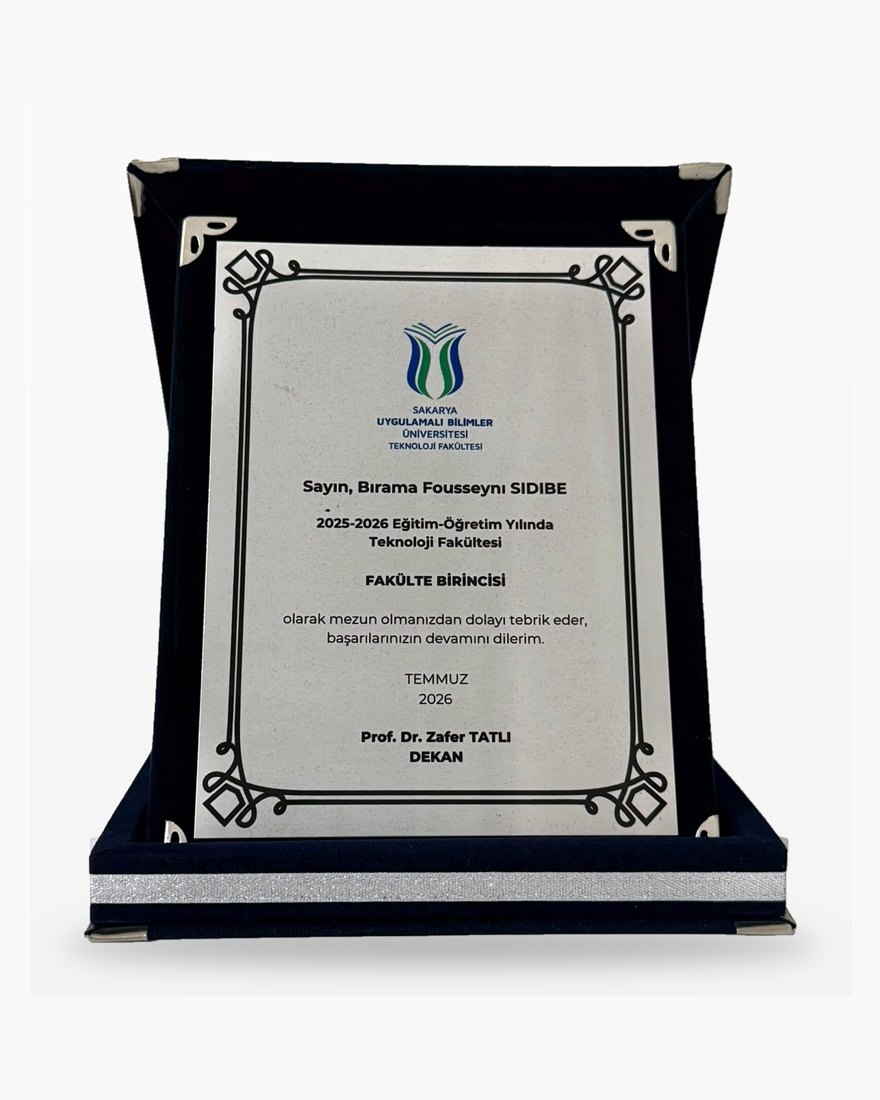 SAKARYA
UYGULAMALI BİLİMLER
ÜNİVERSİTESİ
TEKNOLOJİ FAKÜLTESİ
Sayın, Bırama Fousseynı SIDIBE
2025-2026 Eğitim-Öğretim Yılında
Teknoloji Fakültesi
FAKÜLTE BİRİNCİSİ
olarak mezun olmanızdan dolayı tebrik eder,
başarılarınızın devamını dilerim.
TEMMUZ
2026
Prof. Dr. Zafer TATLI
DEKAN